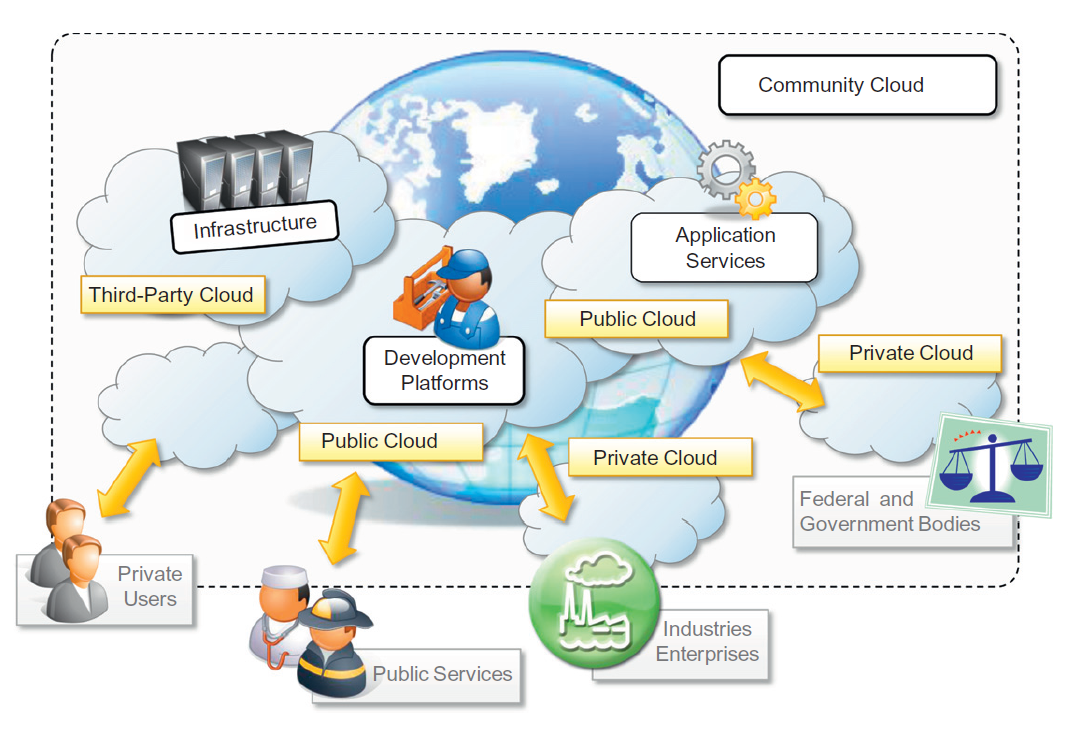 Community Cloud
Infrastructure
Application
Services
Third-Party Cloud
Public Cloud
Private Cloud
Development
Platforms
Public Cloud
Private Cloud
Federal and
Government Bodies
Private
Users
Industries
Enterprises
Public Services